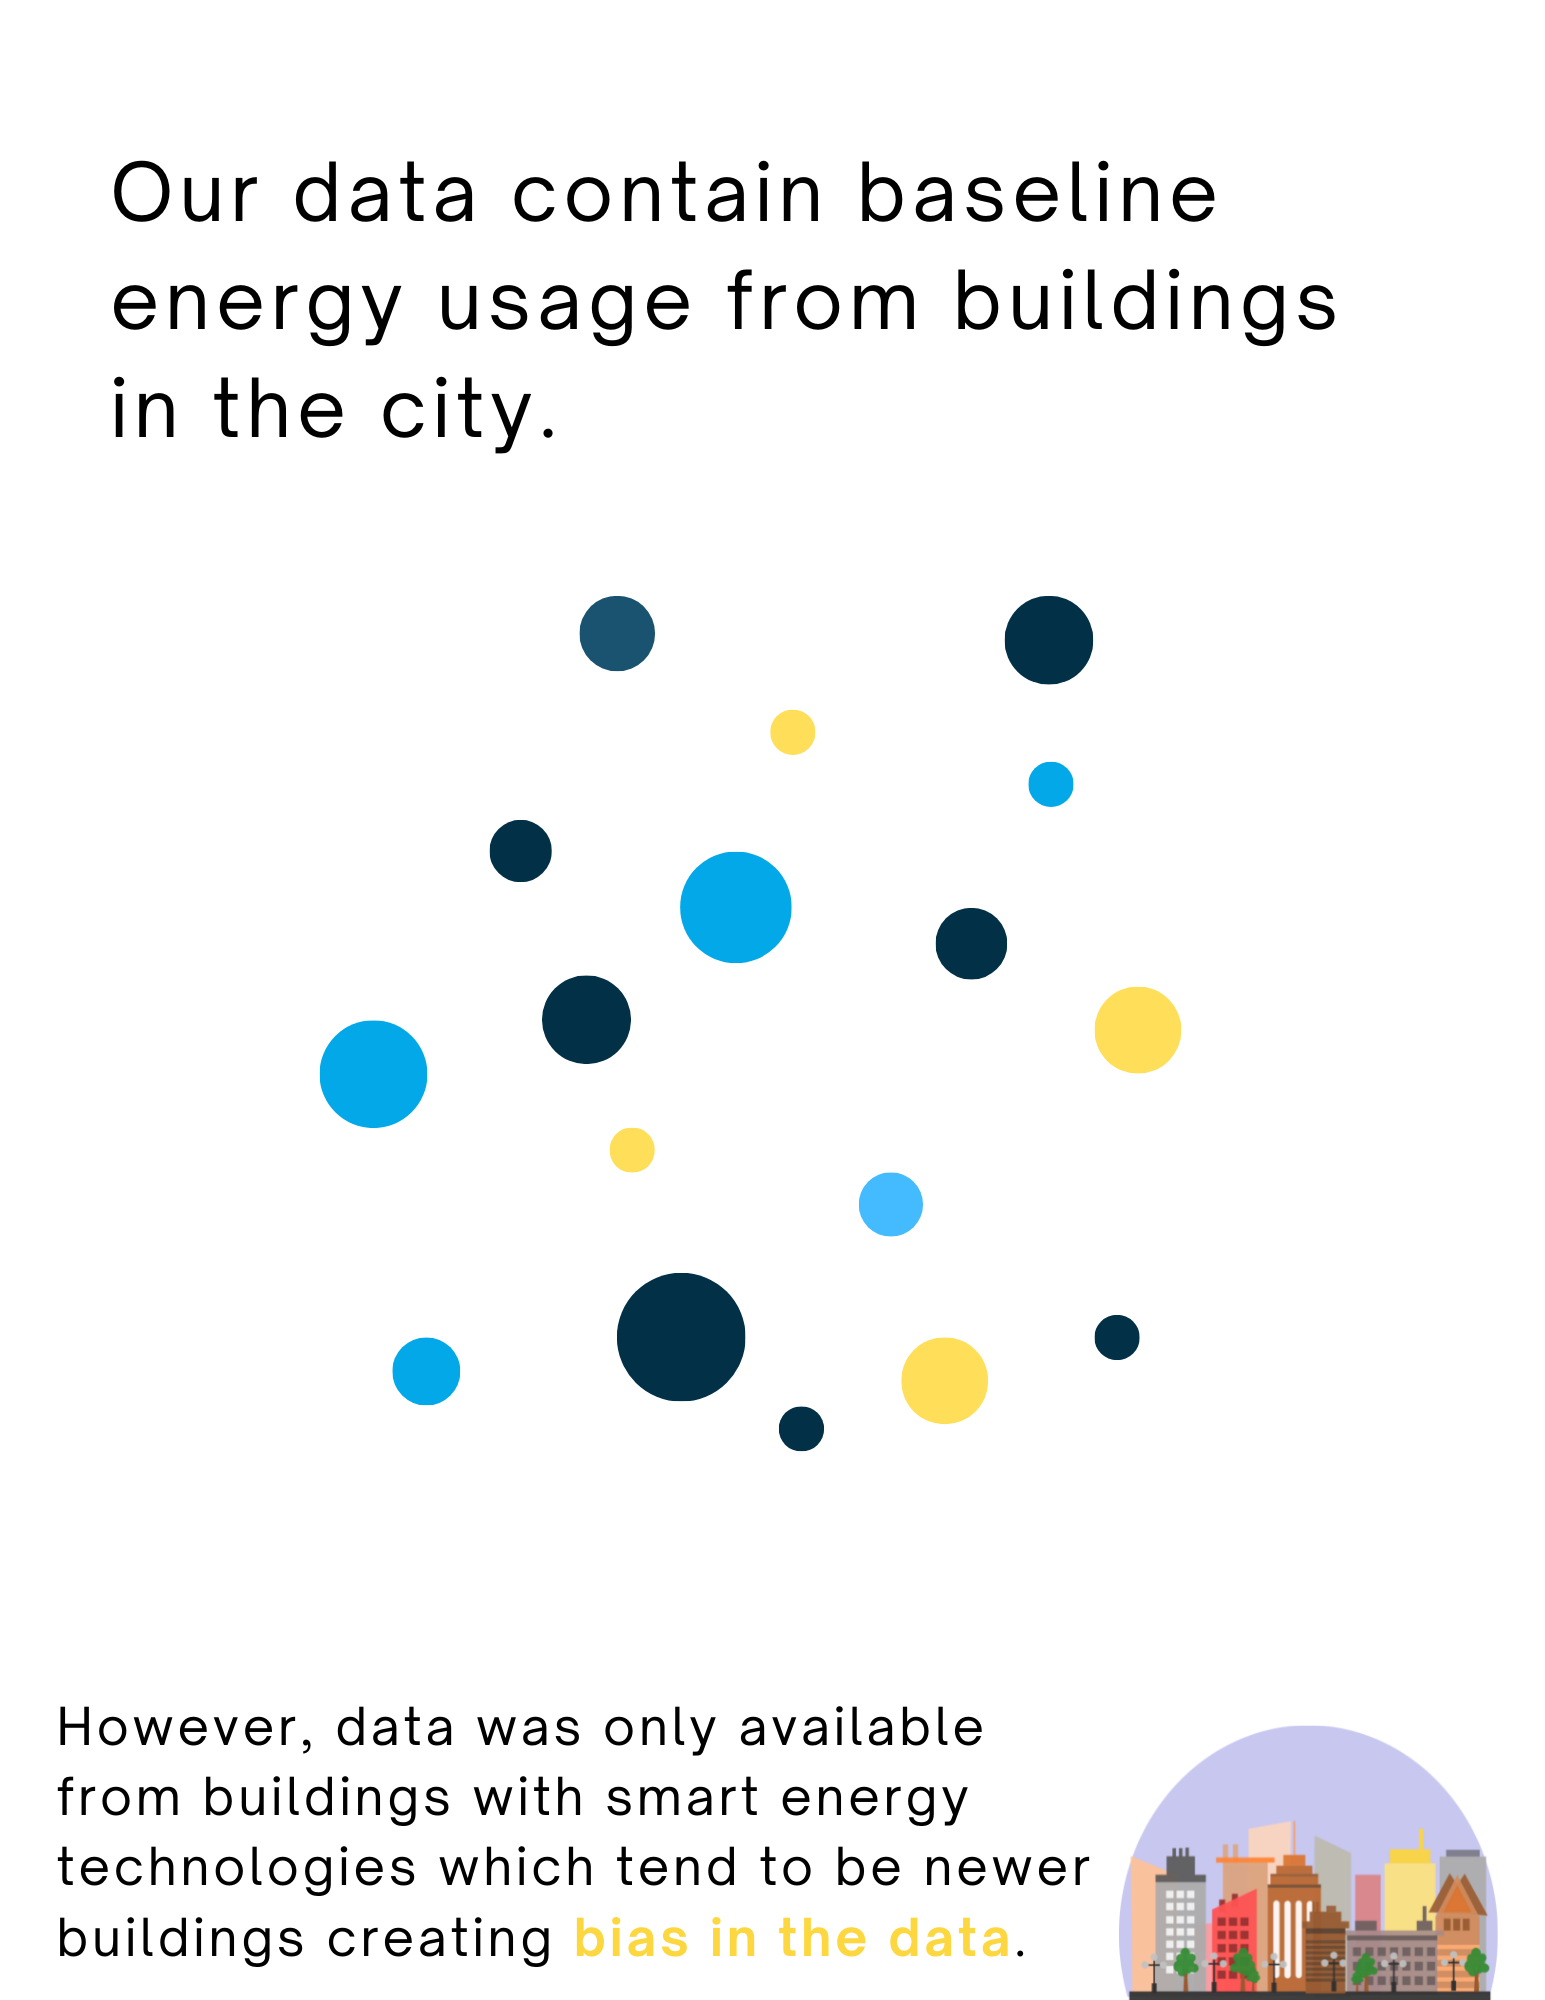 Our data contain baseline
energy usage from buildings
in the city.
However, data was only available
from buildings with smart energy
technologies which tend to be newer
buildings creating bias in the data.